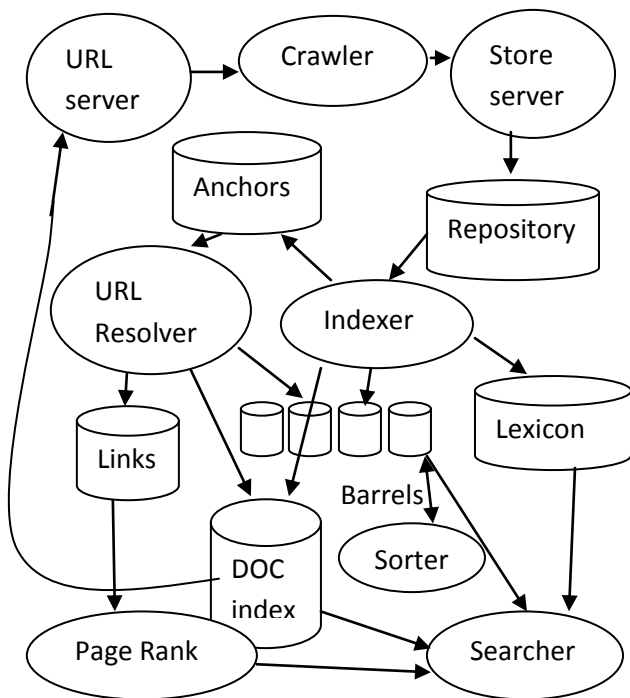 URL
server
Crawler
Store
server
Anchors
Repository
URL
Resolver
Indexer
Links
Lexicon
Barrels
Sorter
DOC
index
Page Rank
Searcher